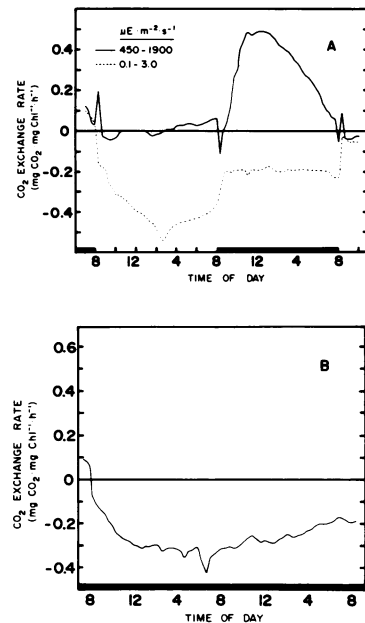 μE·m⁻²·s⁻¹
450-1900
0.1-3.0
A
0.4
0.2
0
-0.2
-0.4
CO₂ EXCHANGE RATE
(mg CO₂·mg Chl⁻¹·h⁻¹)
8 12 4 8 12 4 8
TIME OF DAY
B
0.6
0.4
0.2
0
-0.2
-0.4
CO₂ EXCHANGE RATE
(mg CO₂·mg Chl⁻¹·h⁻¹)
8 12 4 8 12 4 8
TIME OF DAY